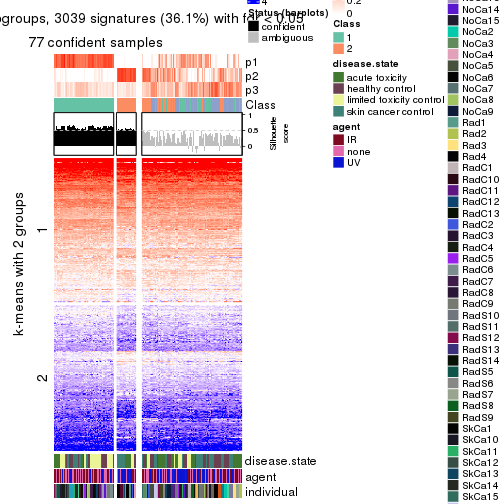 ogroups, 3039 signatures (36.1%) with fdr < 0.05
77 confident samples
p1
p2
p3
Class
1
0.5
0
Silhouette
score
k-means with 2 groups
1
2
disease.state
agent
individual
4
Status (barplots)
confident
ambiguous
0.2
Class
1
2
disease.state
acute toxicity
healthy control
limited toxicity control
skin cancer control
agent
IR
none
UV
NoCa14
NoCa15
NoCa2
NoCa3
NoCa4
NoCa5
NoCa6
NoCa7
NoCa8
NoCa9
Rad1
Rad2
Rad3
Rad4
RadC1
RadC10
RadC11
RadC12
RadC13
RadC2
RadC3
RadC4
RadC5
RadC6
RadC7
RadC8
RadC9
RadS10
RadS11
RadS12
RadS13
RadS14
RadS5
RadS6
RadS7
RadS8
RadS9
SkCa1
SkCa10
SkCa11
SkCa12
SkCa13
SkCa14
SkCa15